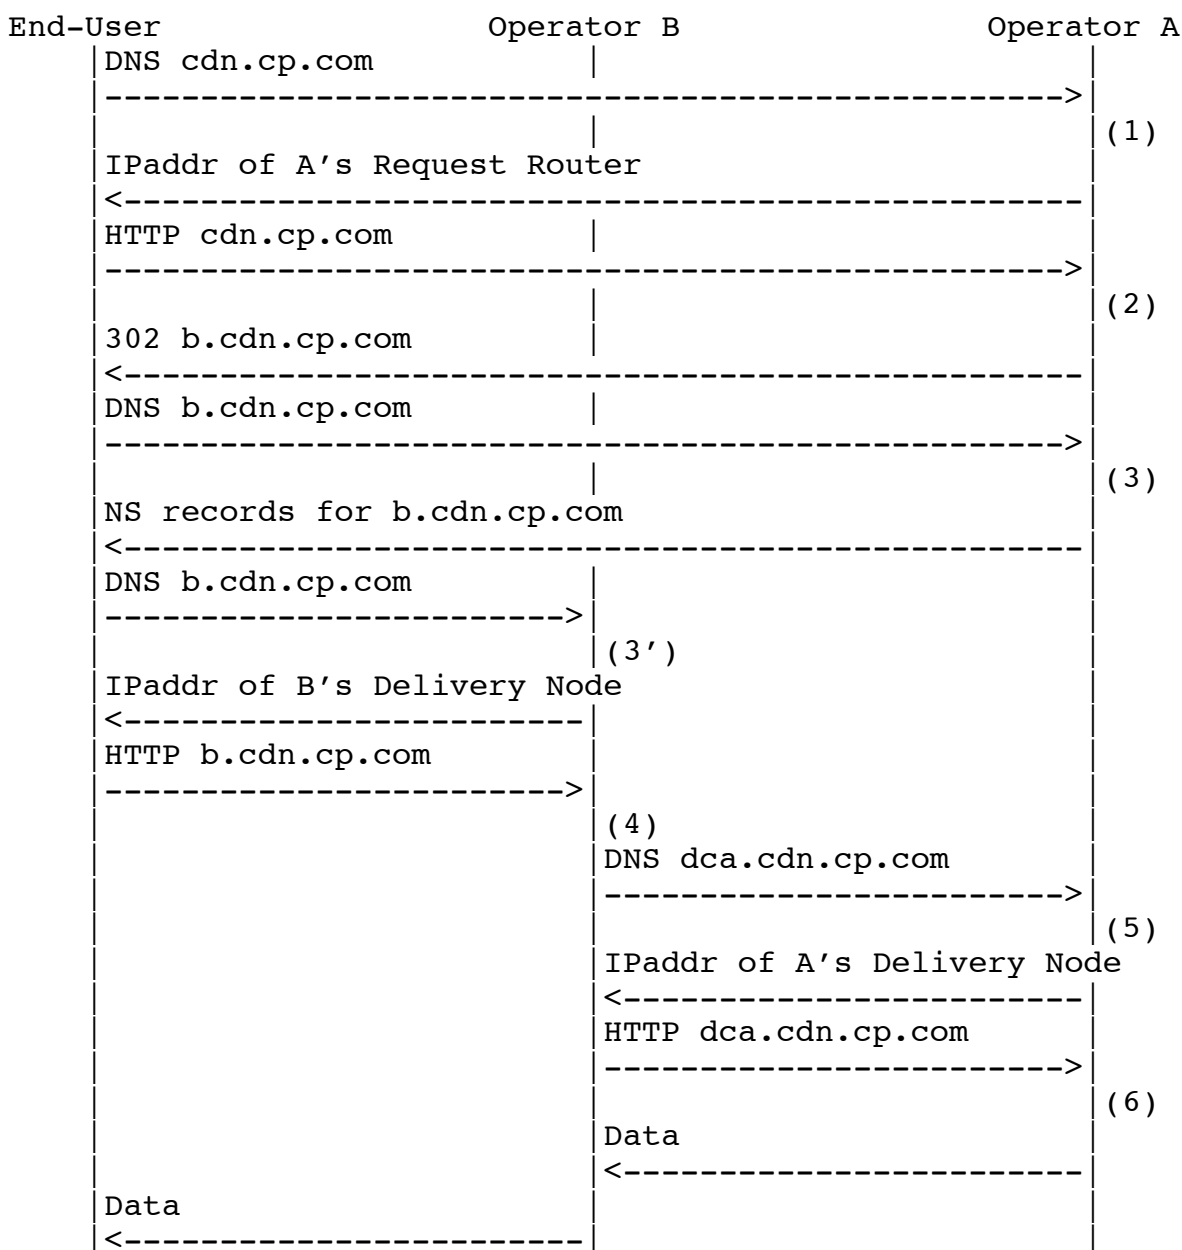 End-User Operator B Operator A
DNS cdn.cp.com
(1)
IPaddr of A's Request Router
HTTP cdn.cp.com
(2)
302 b.cdn.cp.com
DNS b.cdn.cp.com
(3)
NS records for b.cdn.cp.com
DNS b.cdn.cp.com
(3')
IPaddr of B's Delivery Node
HTTP b.cdn.cp.com
(4)
DNS dca.cdn.cp.com
(5)
IPaddr of A's Delivery Node
HTTP dca.cdn.cp.com
(6)
Data
Data